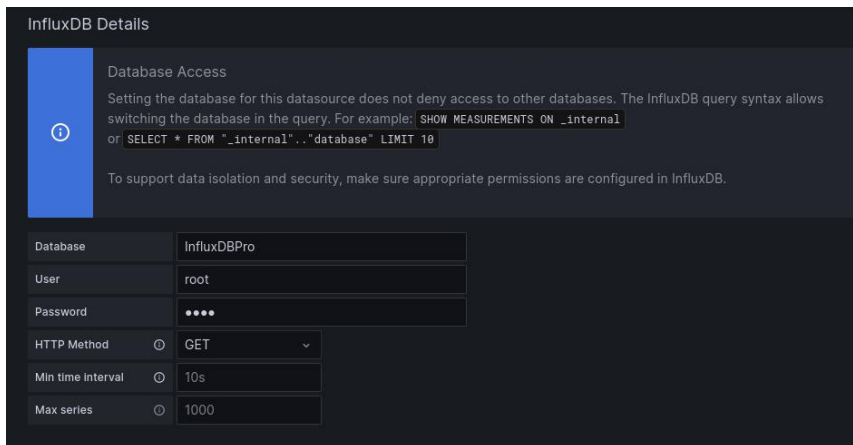 InfluxDB Details
Database Access
Setting the database for this datasource does not deny access to other databases. The InfluxDB query syntax allows
switching the database in the query. For example: SHOW MEASUREMENTS ON _internal
or SELECT * FROM "_internal".."database" LIMIT 10
To support data isolation and security, make sure appropriate permissions are configured in InfluxDB.
Database InfluxDBPro
User root
Password ••••
HTTP Method GET
Min time interval 10s
Max series 1000